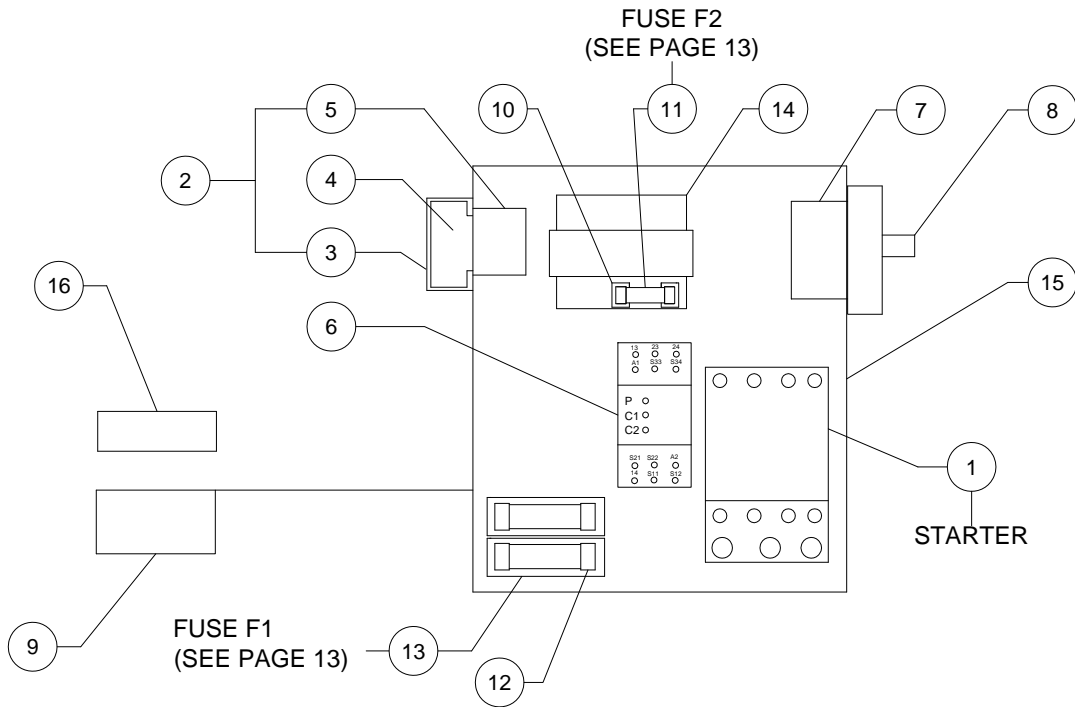 FUSE F2
(SEE PAGE 13)
5
10
11
14
7
8
2
4
3
16
15
6
13 23 24
A1 S33 S34
P
C1
C2
S21 S22 A2
14 S11 S12
1
STARTER
FUSE F1
(SEE PAGE 13)
13
9
12